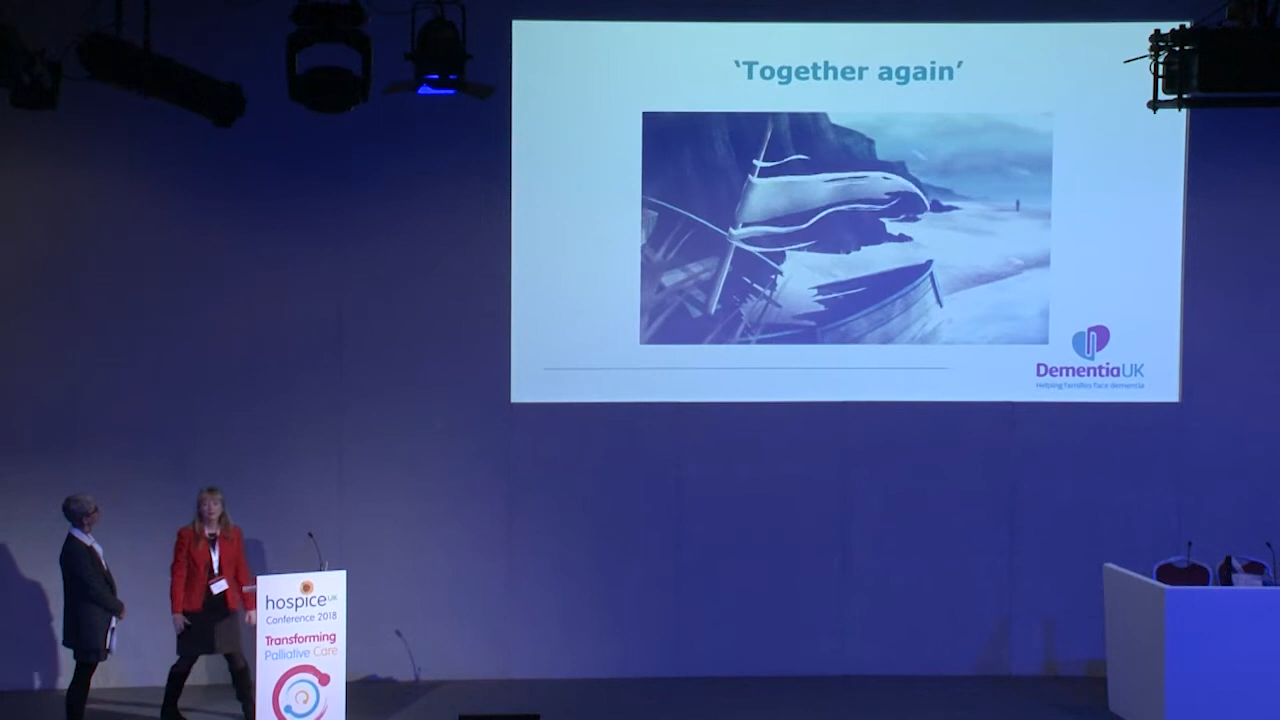 ‘Together again’
DementiaUK
Helping families face dementia
hospice UK
Conference 2018
Transforming
Palliative Care